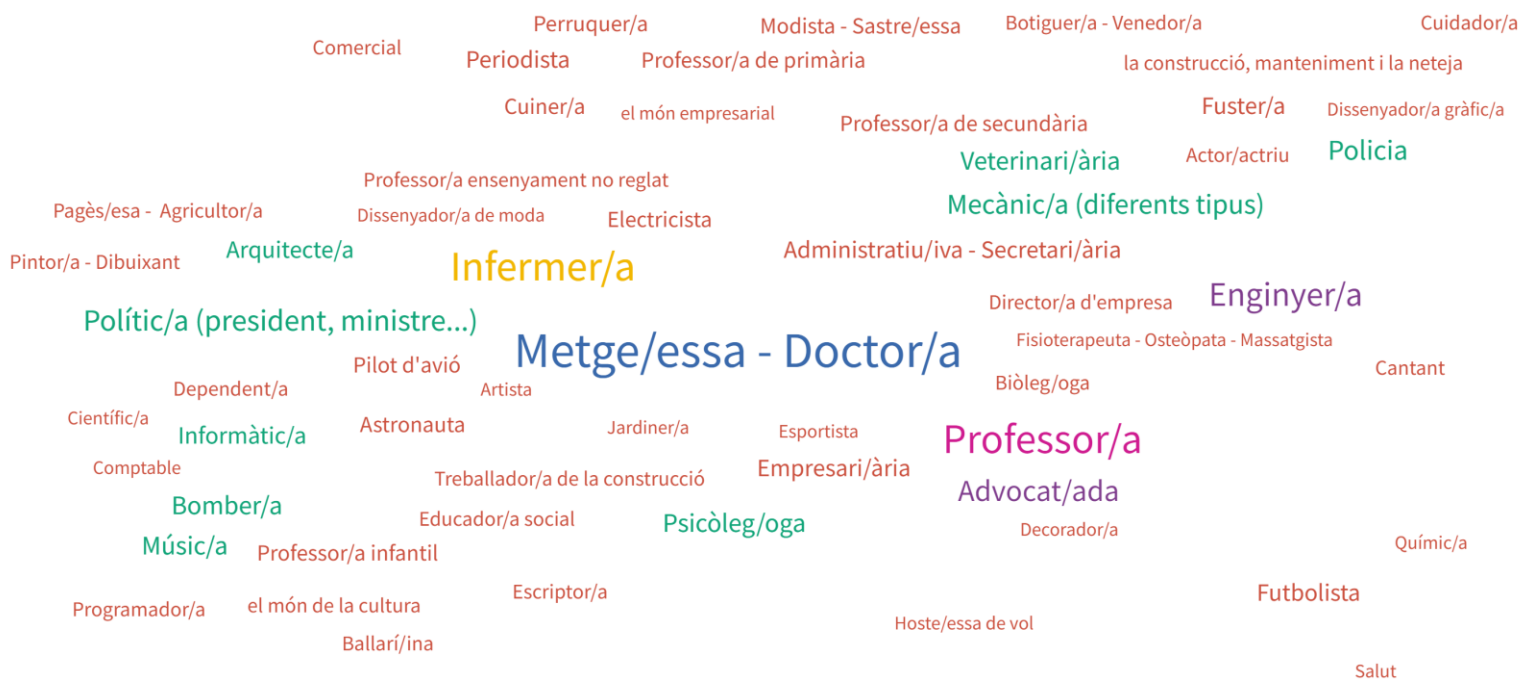 Perruquer/a
Modista - Sastre/essa
Botiguer/a - Venedor/a
Cuidador/a
Comercial
Periodista
Professor/a de primària
la construcció, manteniment i la neteja
Cuiner/a
el món empresarial
Professor/a de secundària
Fuster/a
Dissenyador/a gràfic/a
Veterinari/ària
Actor/actriu
Policia
Professor/a ensenyament no reglat
Pagès/esa - Agricultor/a
Dissenyador/a de moda
Electricista
Mecànic/a (diferents tipus)
Pintor/a - Dibuixant
Arquitecte/a
Infermer/a
Administratiu/iva - Secretari/ària
Director/a d'empresa
Enginyer/a
Polític/a (president, ministre...)
Metge/essa - Doctor/a
Fisioterapeuta - Osteòpata - Massatgista
Pilot d'avió
Cantant
Dependent/a
Artista
Biòleg/oga
Científic/a
Informàtic/a
Astronauta
Jardiner/a
Esportista
Professor/a
Comptable
Treballador/a de la construcció
Empresari/ària
Advocat/ada
Bomber/a
Educador/a social
Psicòleg/oga
Decorador/a
Músic/a
Professor/a infantil
Químic/a
Programador/a
el món de la cultura
Escriptor/a
Futbolista
Ballarí/ina
Hoste/essa de vol
Salut